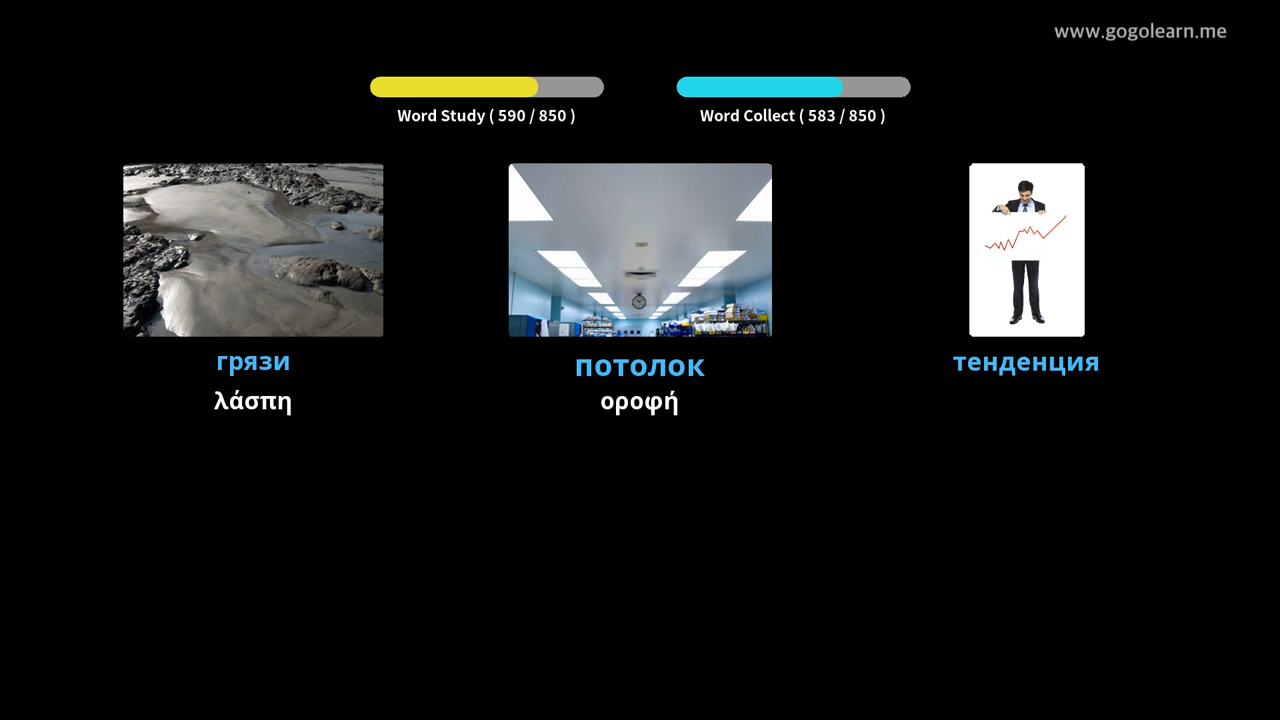 www.gogolearn.me
Word Study ( 590 / 850 )
Word Collect ( 583 / 850 )
грязи
потолок
тенденция
λάσπη
οροφή